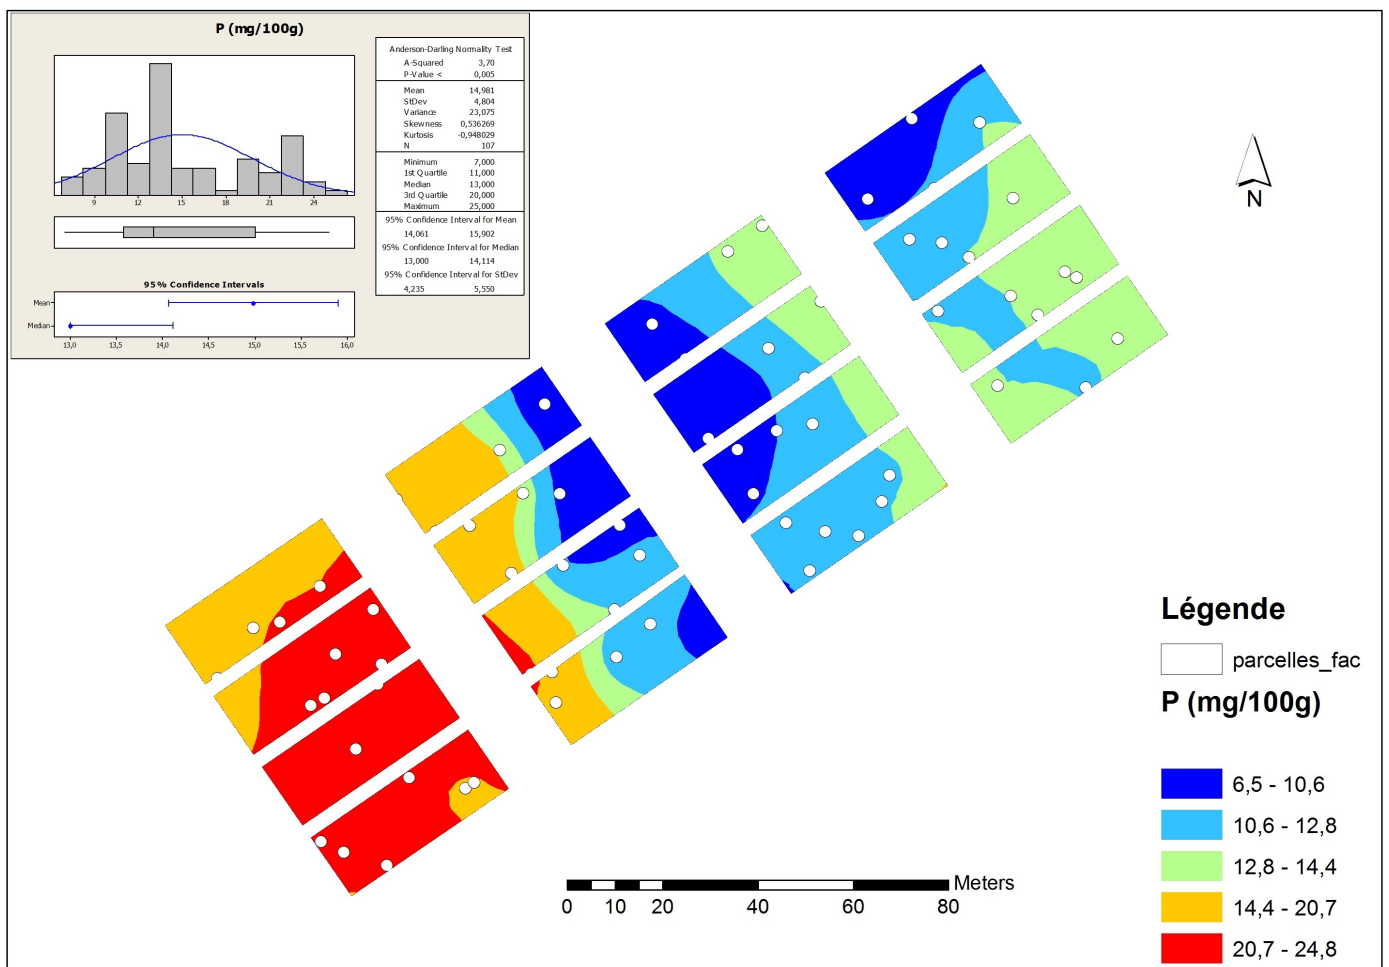 P (mg/100g)
9 12 15 18 21 24
Anderson-Darling Normality Test
A-Squared 3,70
P-Value < 0,005
Mean 14,981
StDev 4,804
Variance 23,075
Skewness 0,536269
Kurtosis -0,948029
N 107
Minimum 7,000
1st Quartile 11,000
Median 13,000
3rd Quartile 20,000
Maximum 25,000
95% Confidence Interval for Mean
14,061 15,902
95% Confidence Interval for Median
13,000 14,114
95% Confidence Interval for StDev
4,235 5,550
95% Confidence Intervals
Mean
Median
13,0 13,5 14,0 14,5 15,0 15,5 16,0
N
Légende
parcelles_fac
P (mg/100g)
6,5 - 10,6
10,6 - 12,8
12,8 - 14,4
14,4 - 20,7
20,7 - 24,8
Meters
0 10 20 40 60 80